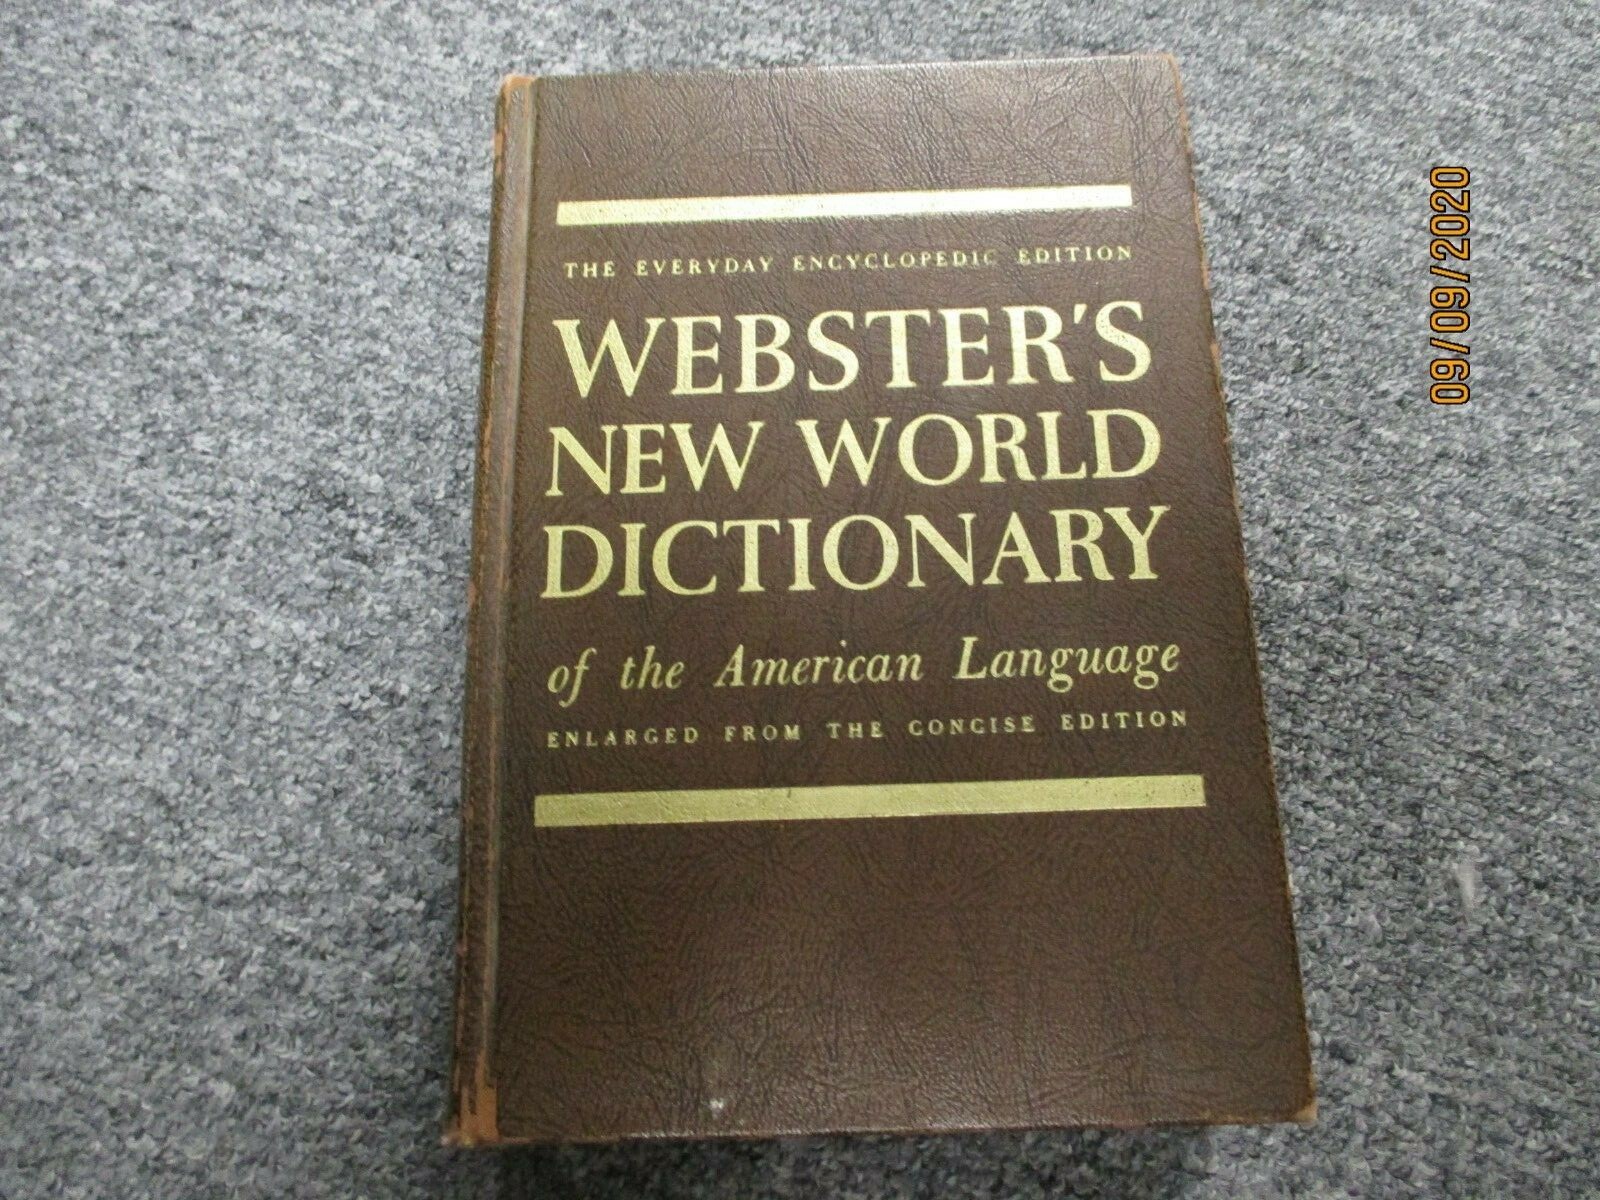 THE EVERYDAY ENCYCLOPEDIC EDITION
WEBSTER'S
NEW WORLD
DICTIONARY
of the American Language
ENLARGED FROM THE CONCISE EDITION
09/09/2020